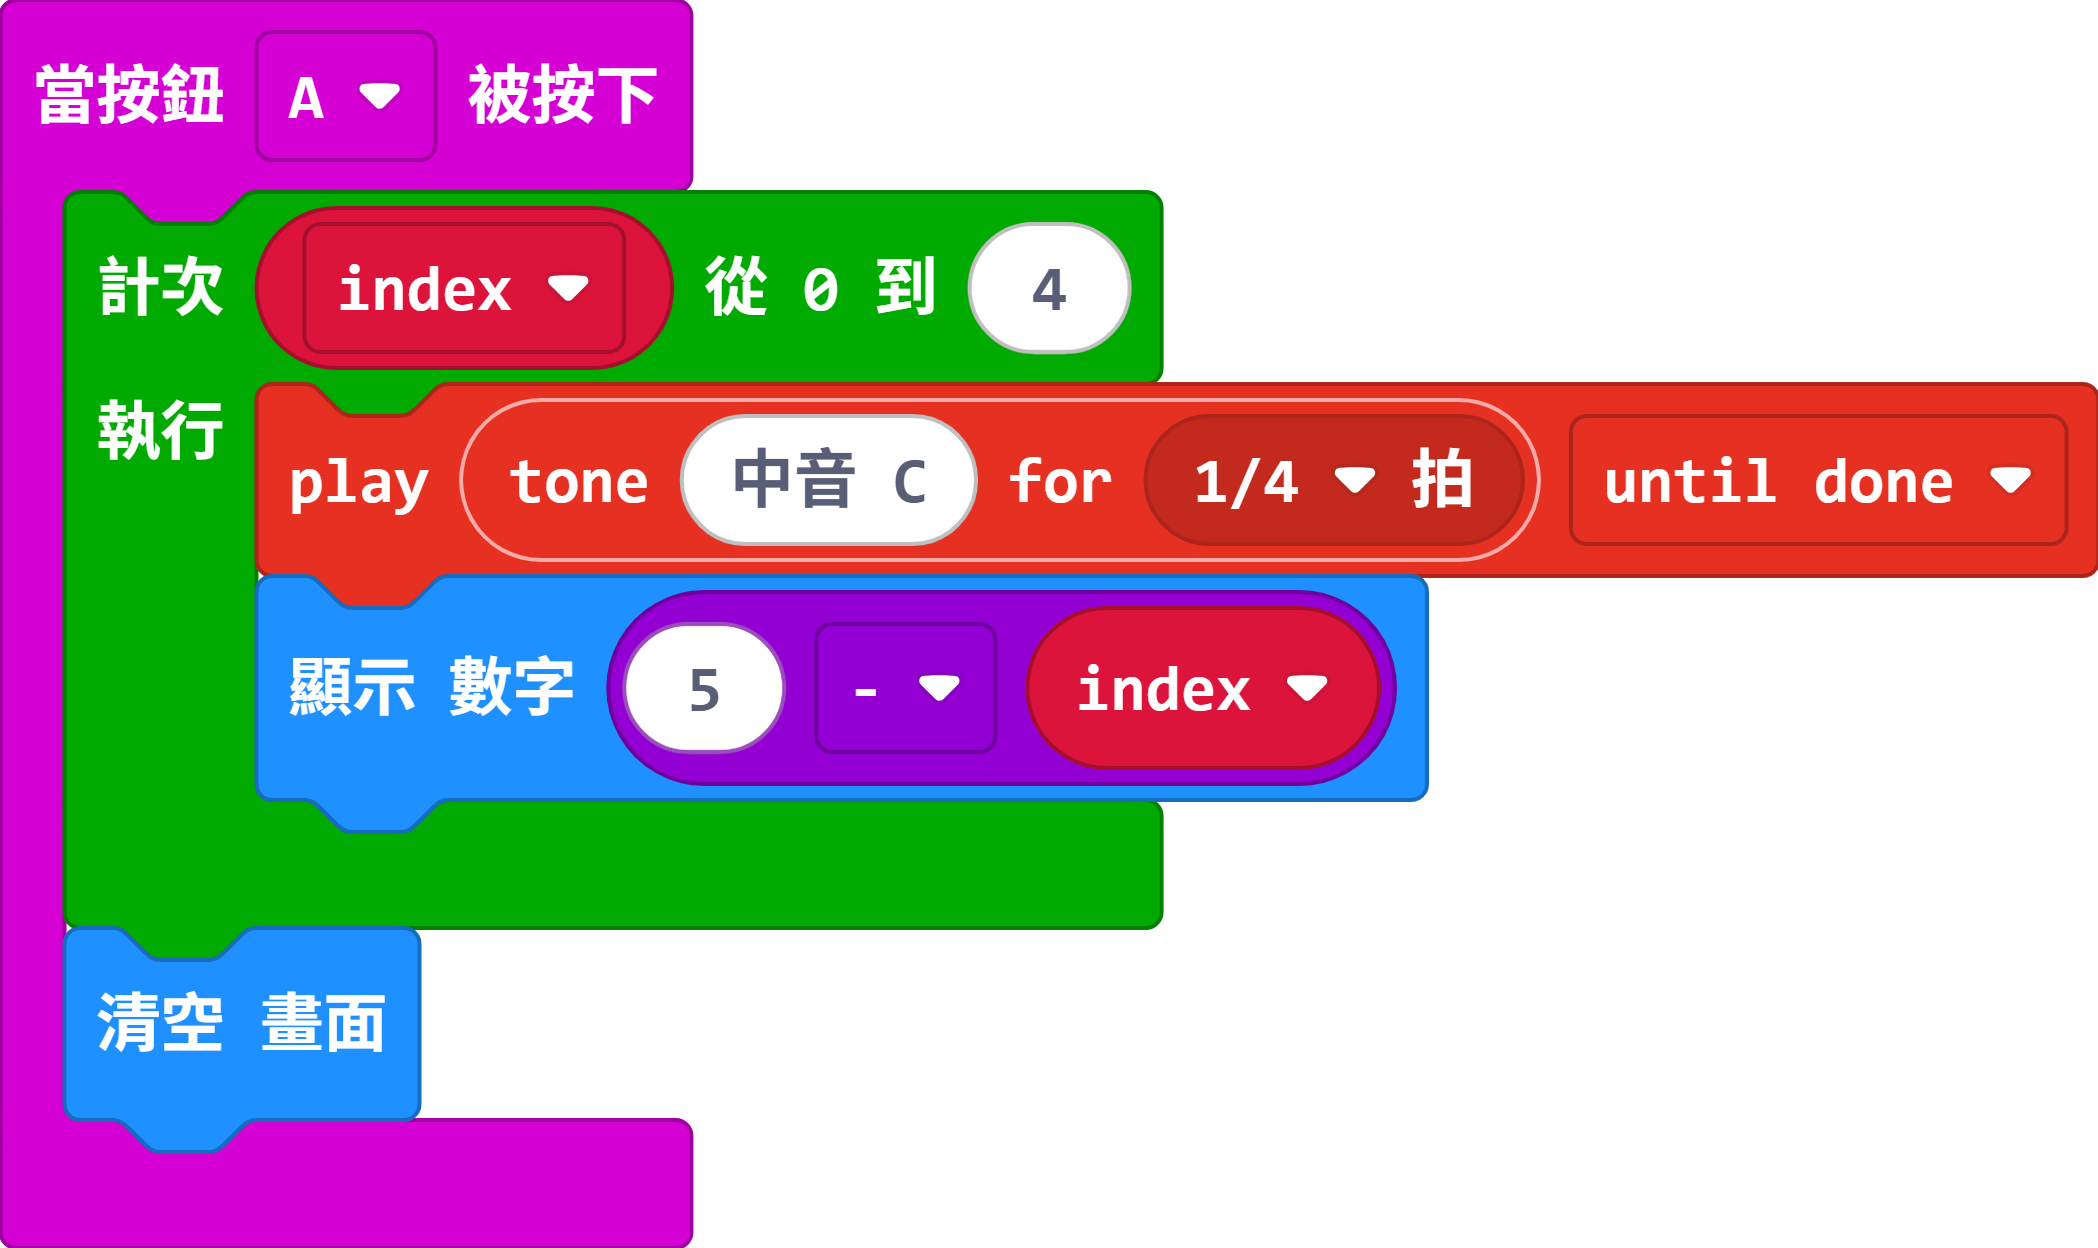 當按鈕 A 被按下
計次 index 從 0 到 4
執行
play tone 中音 C for 1/4 拍 until done
顯示 數字 5 - index
清空 畫面